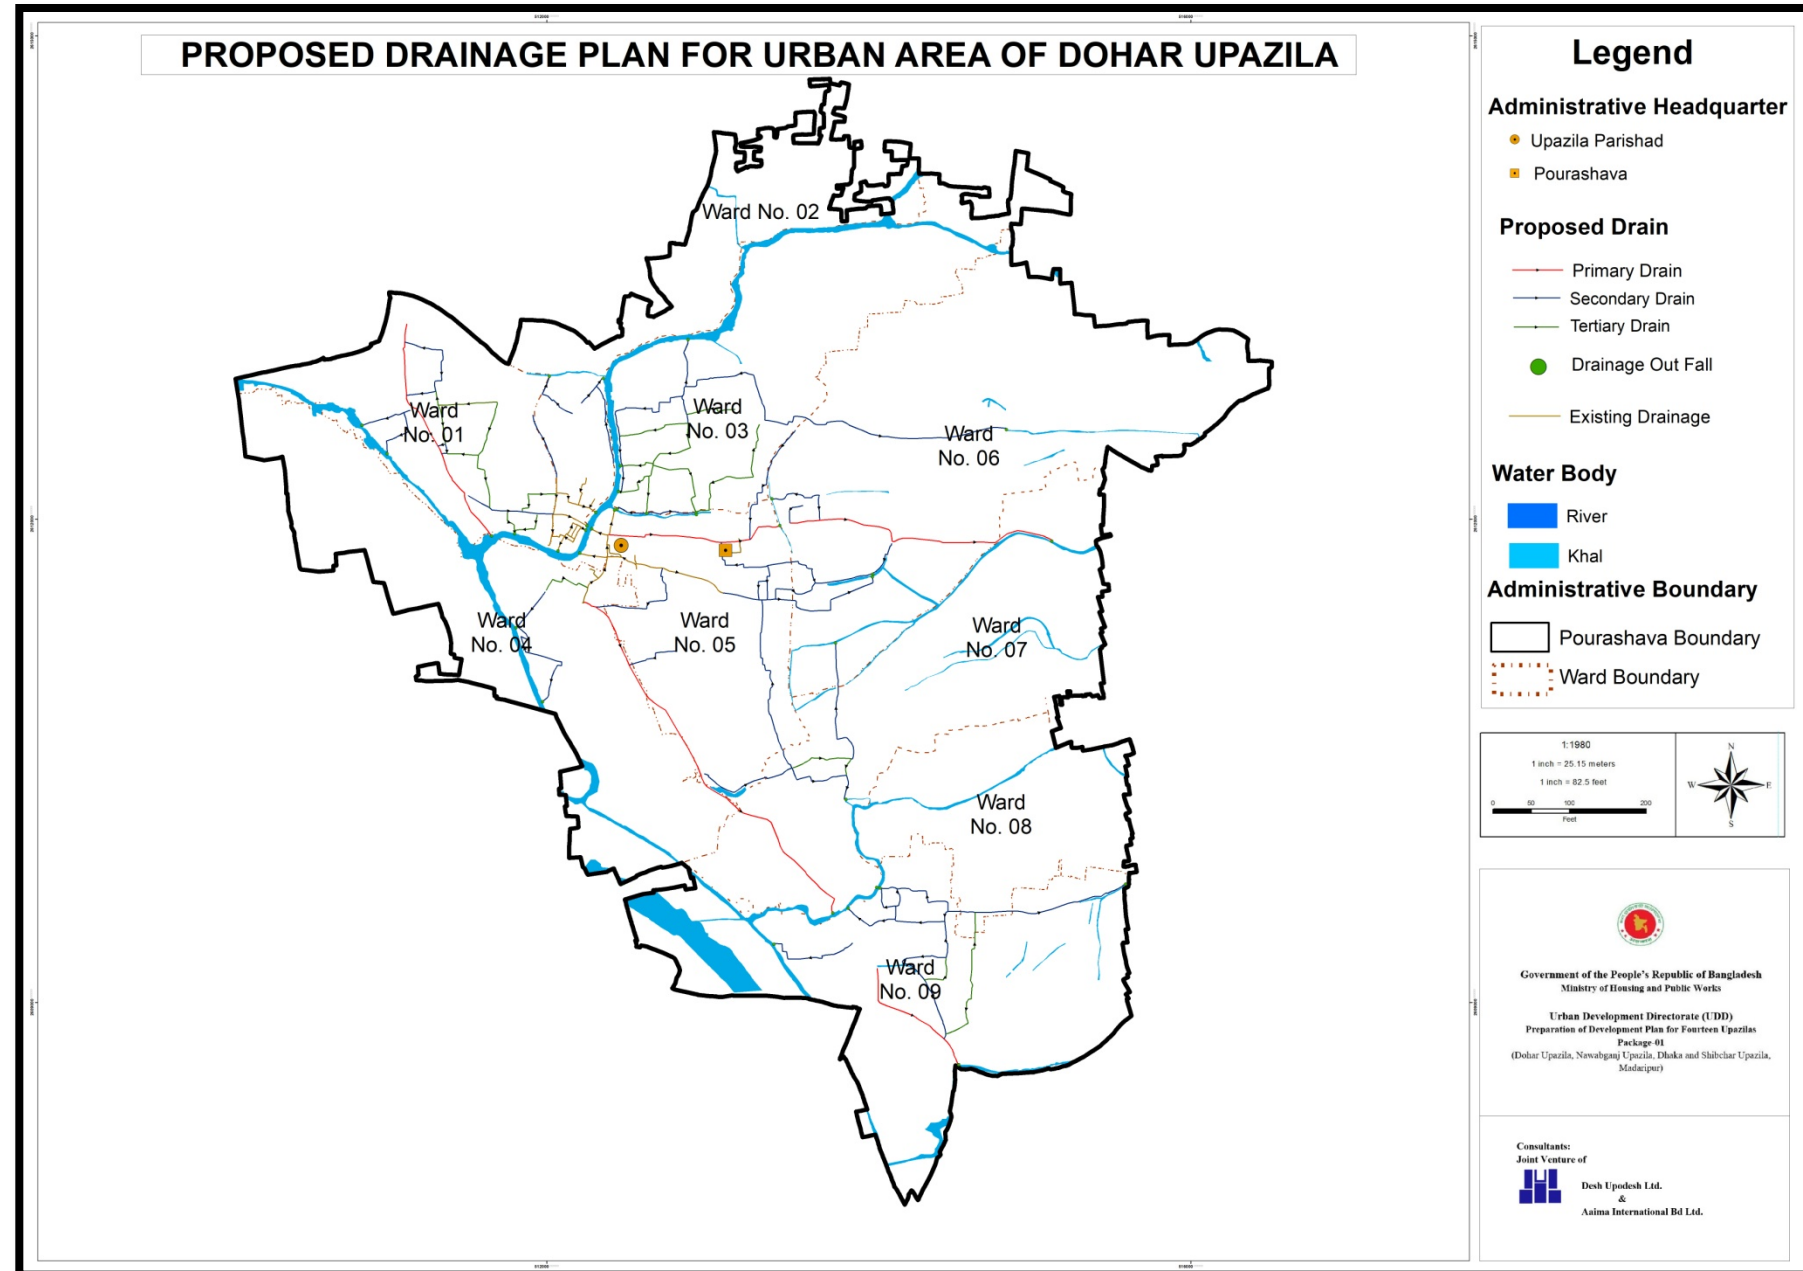 PROPOSED DRAINAGE PLAN FOR URBAN AREA OF DOHAR UPAZILA
Ward No. 02
Ward
No. 01
Ward
No. 03
Ward
No. 06
Ward
No. 04
Ward
No. 05
Ward
No. 07
Ward
No. 08
Ward
No. 09
Legend
Administrative Headquarter
Upazila Parishad
Pourashava
Proposed Drain
Primary Drain
Secondary Drain
Tertiary Drain
Drainage Out Fall
Existing Drainage
Water Body
River
Khal
Administrative Boundary
Pourashava Boundary
Ward Boundary
1:1980
1 inch = 25.15 meters
1 inch = 82.5 feet
0 50 100 200
Feet
N
W E
S
Government of the People's Republic of Bangladesh
Ministry of Housing and Public Works
Urban Development Directorate (UDD)
Preparation of Development Plan for Fourteen Upazilas
Package-01
(Dohar Upazila, Nawabganj Upazila, Dhaka and Shibchar Upazila,
Madaripur)
Consultants:
Joint Venture of
Desh Upodesh Ltd.
&
Aaima International Bd Ltd.